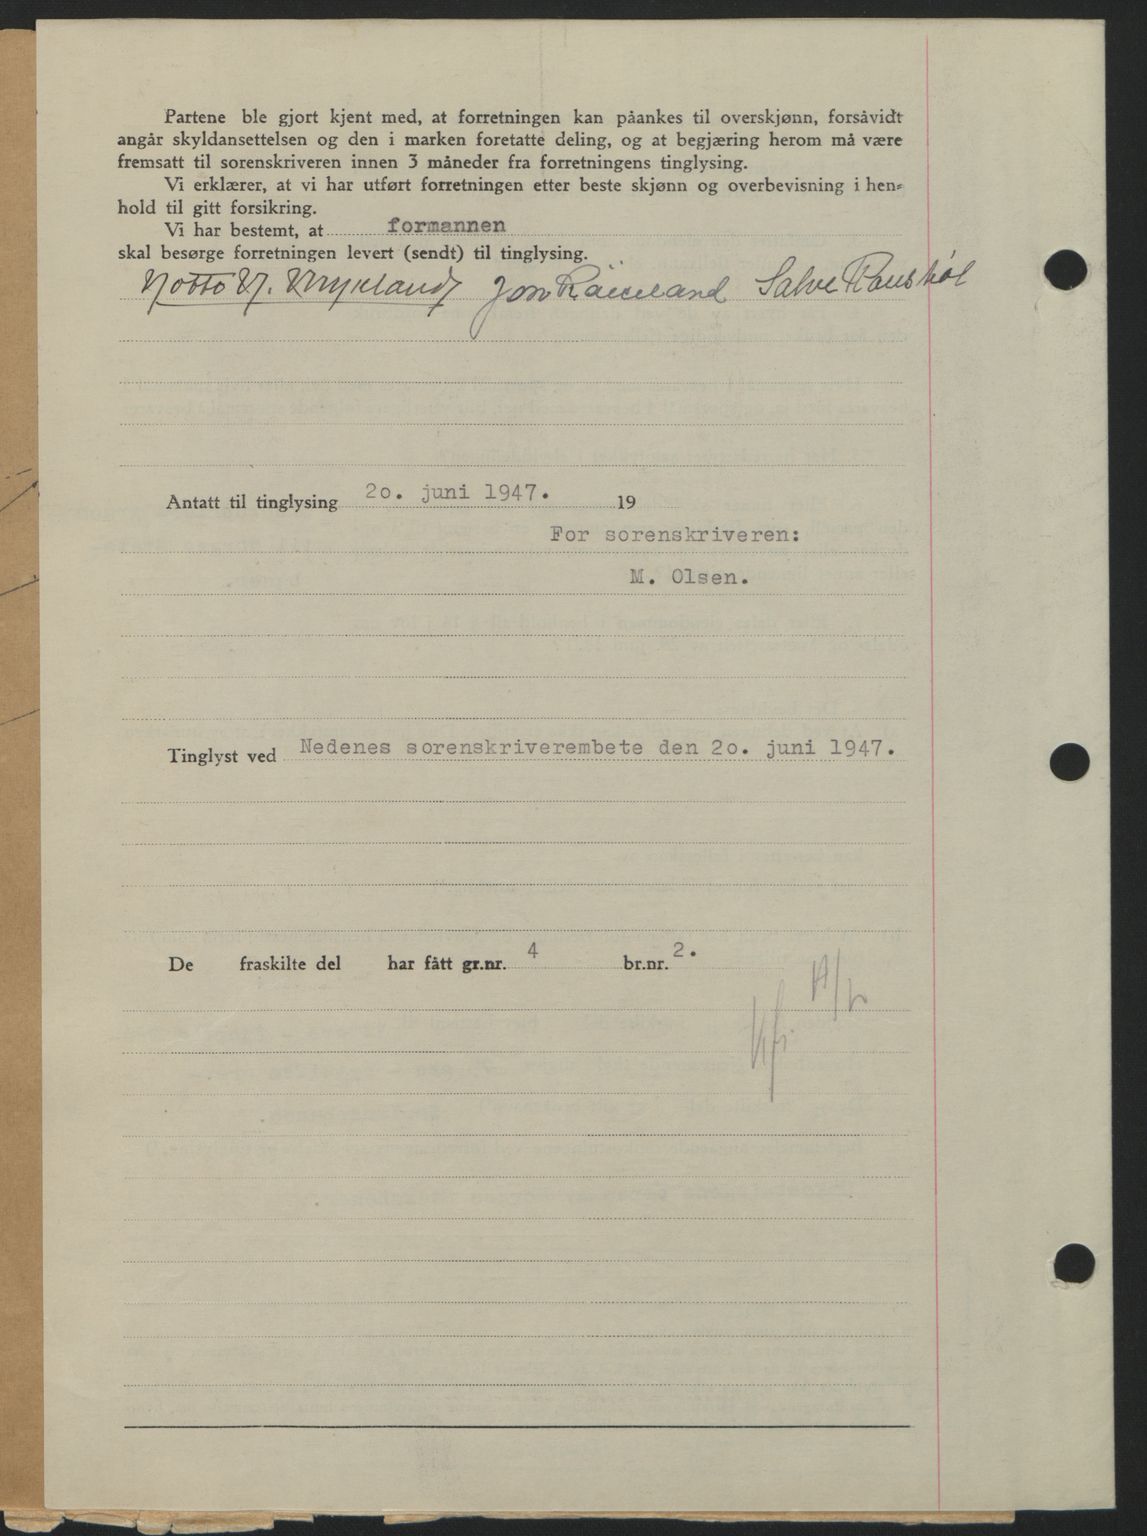 Partene ble gjort kjent med, at forretningen kan påankes til overskjønn, forsåvidt
angår skyldansettelsen og den i marken foretatte deling, og at begjæring herom må være
fremsatt til sorenskriveren innen 3 måneder fra forretningens tinglysing.
Vi erklærer, at vi har utført forretningen etter beste skjønn og overbevisning i hen-
hold til gitt forsikring.
Vi har bestemt, at formannen
skal besørge forretningen levert (sendt) til tinglysing.
Jon Salve
Antatt til tinglysing 20. juni 1947. 19
For sorenskriveren:
M. Olsen.
Tinglyst ved Nedenes sorenskriverembete den 20. juni 1947.
De fraskilte del har fått gr.nr. 4 br.nr. 2.